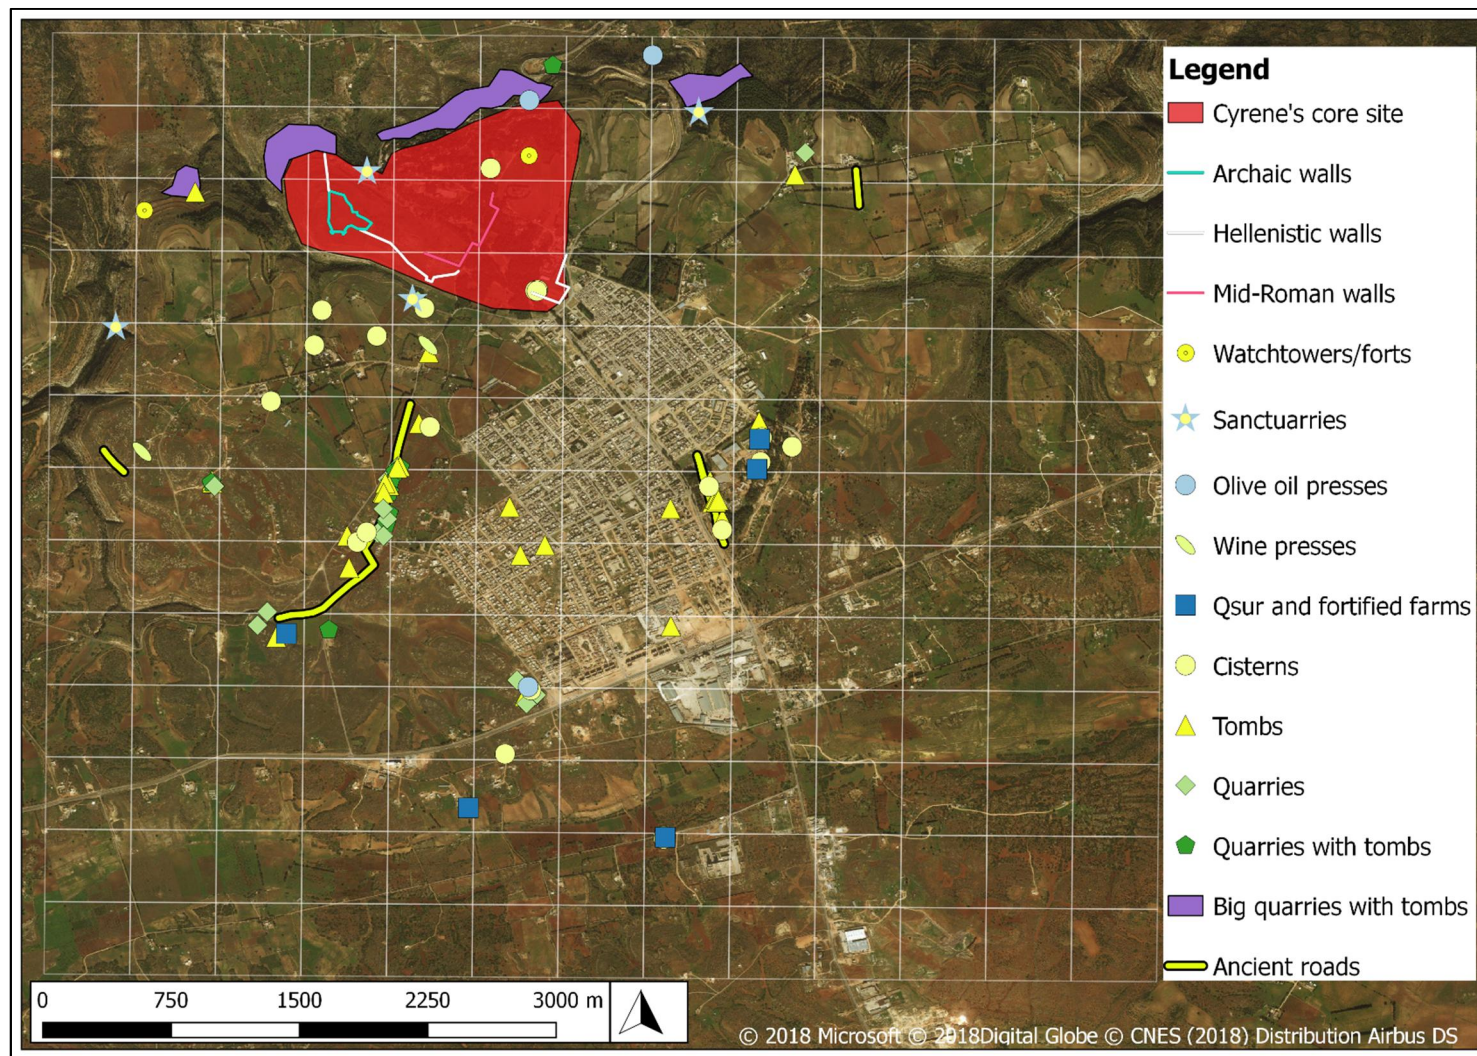 Legend
Cyrene's core site
Archaic walls
Hellenistic walls
Mid-Roman walls
Watchtowers/forts
Sanctuarries
Olive oil presses
Wine presses
Qsur and fortified farms
Cisterns
Tombs
Quarries
Quarries with tombs
Big quarries with tombs
Ancient roads
0 750 1500 2250 3000 m
© 2018 Microsoft © 2018Digital Globe © CNES (2018) Distribution Airbus DS